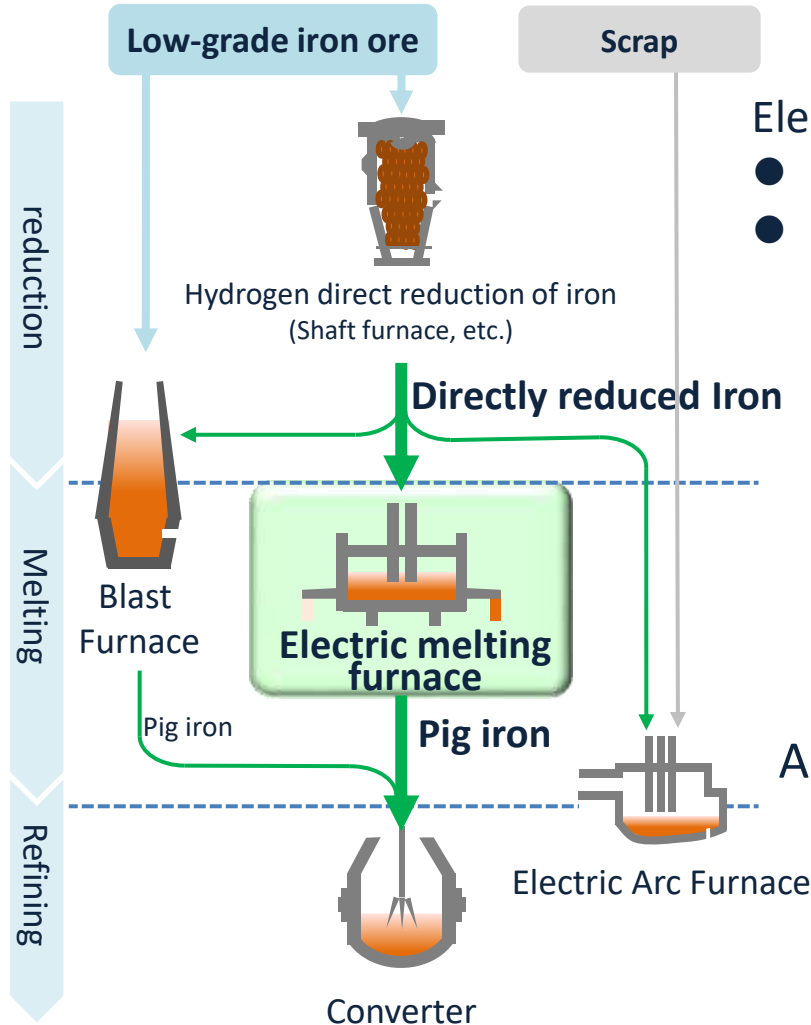 Low-grade iron ore
Scrap
Ele
reduction
Hydrogen direct reduction of iron
(Shaft furnace, etc.)
Directly reduced Iron
Melting
Blast
Furnace
Electric melting
furnace
Pig iron
Pig iron
A
Refining
Electric Arc Furnace
Converter